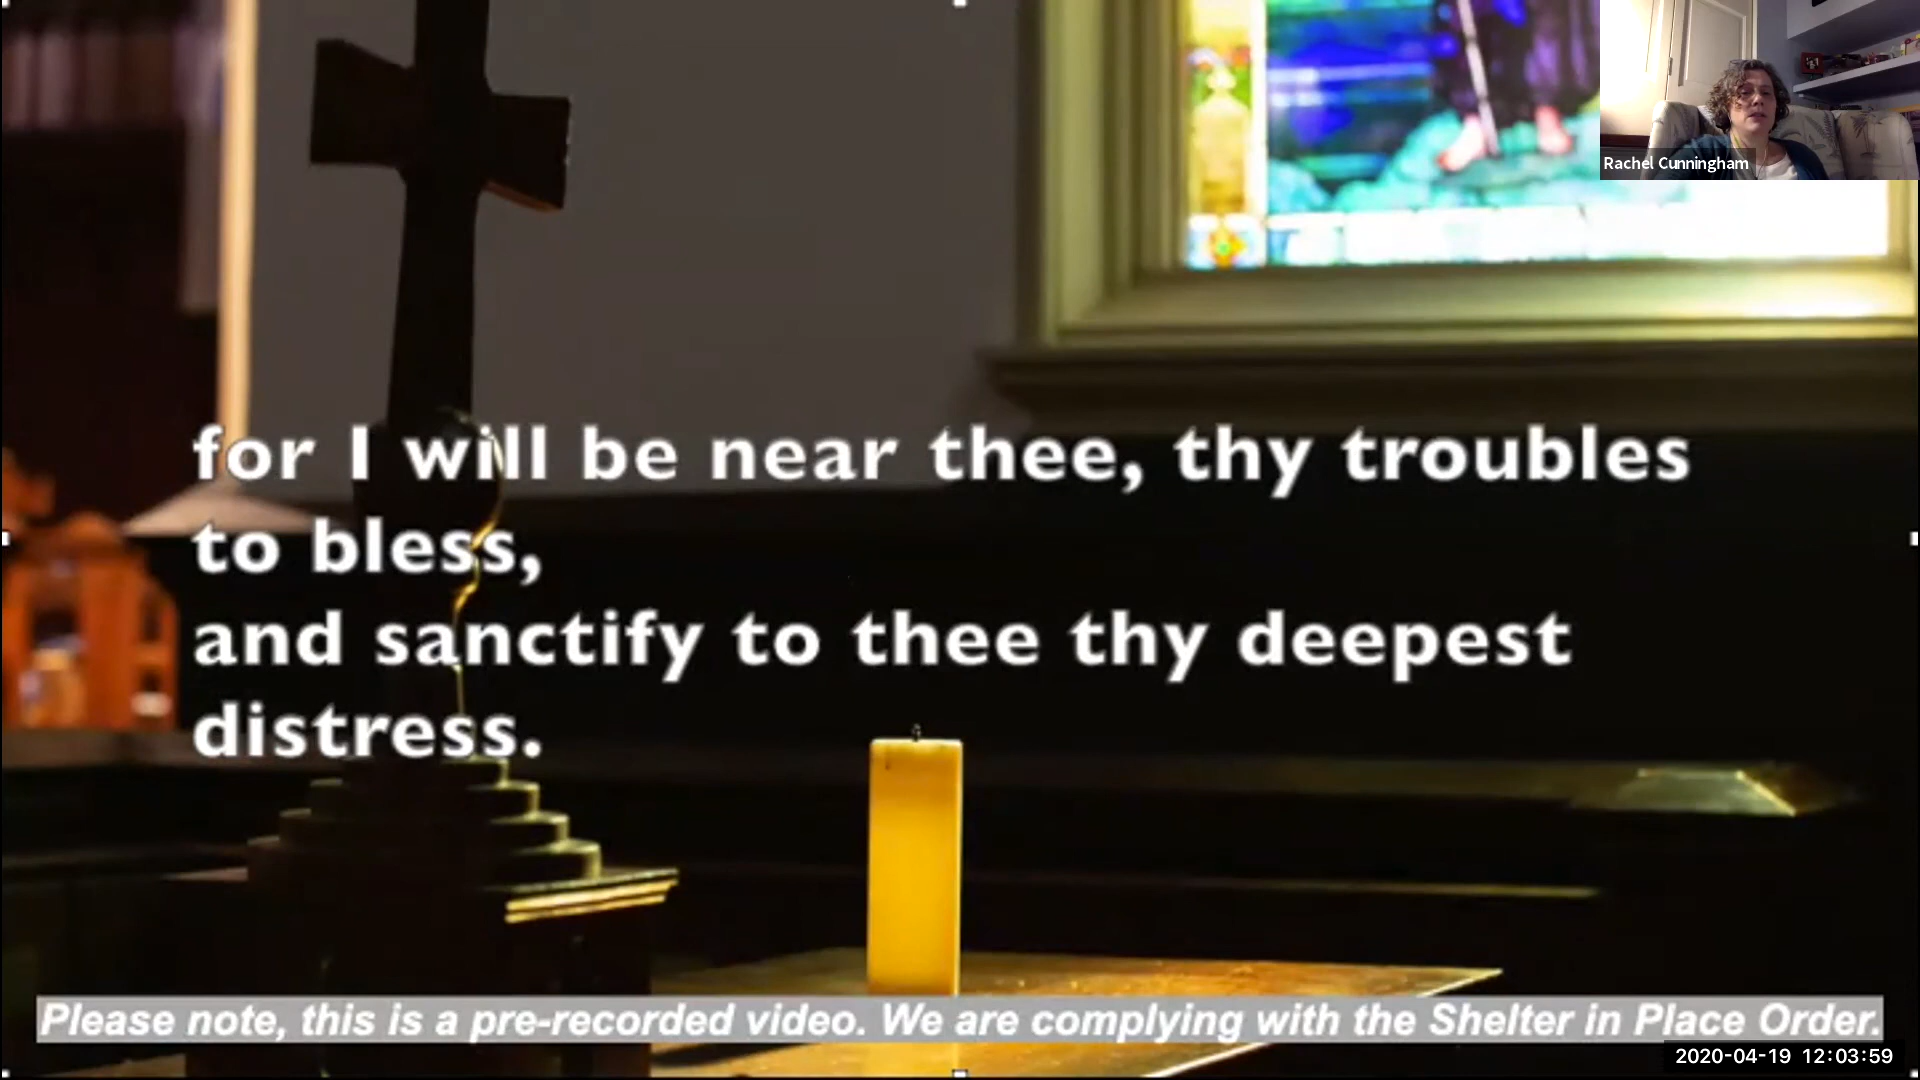 Rachel Cunningham
for I will be near thee, thy troubles
to bless,
and sanctify to thee thy deepest
distress.
Please note, this is a pre-recorded video. We are complying with the Shelter in Place Order.
2020-04-19 12:03:59